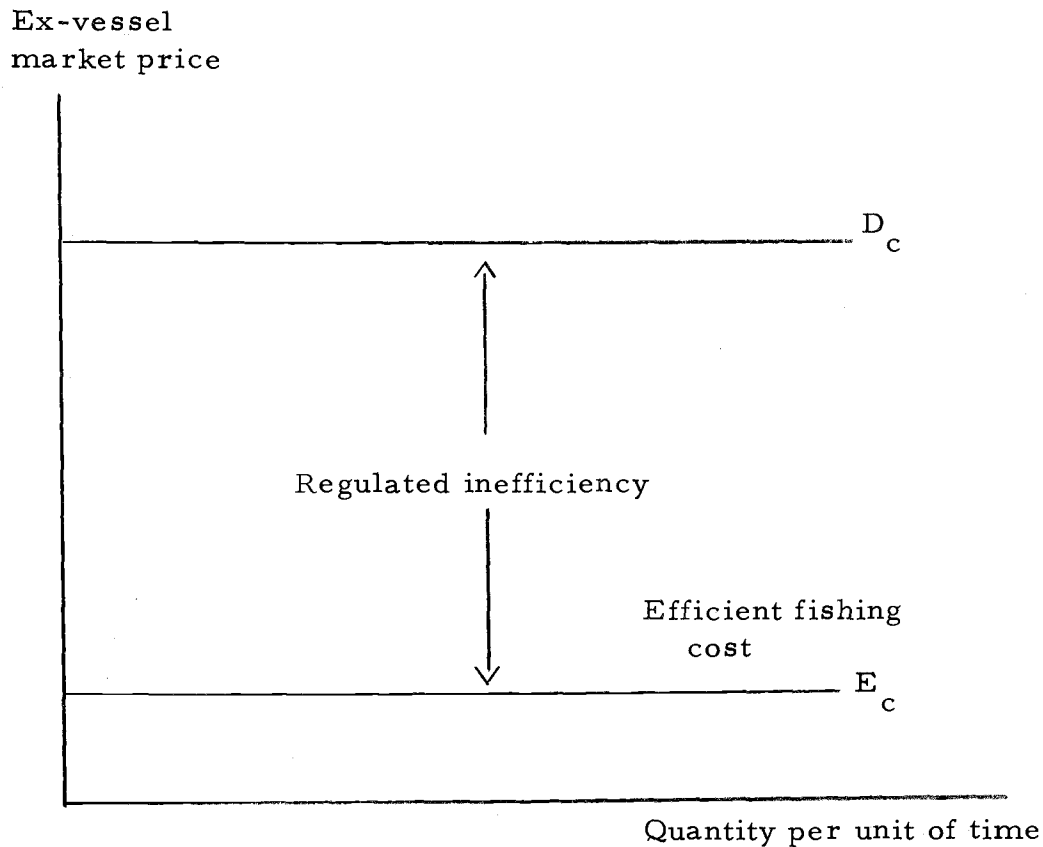 Ex-vessel
market price
D_c
Regulated inefficiency
Efficient fishing
cost
E_c
Quantity per unit of time